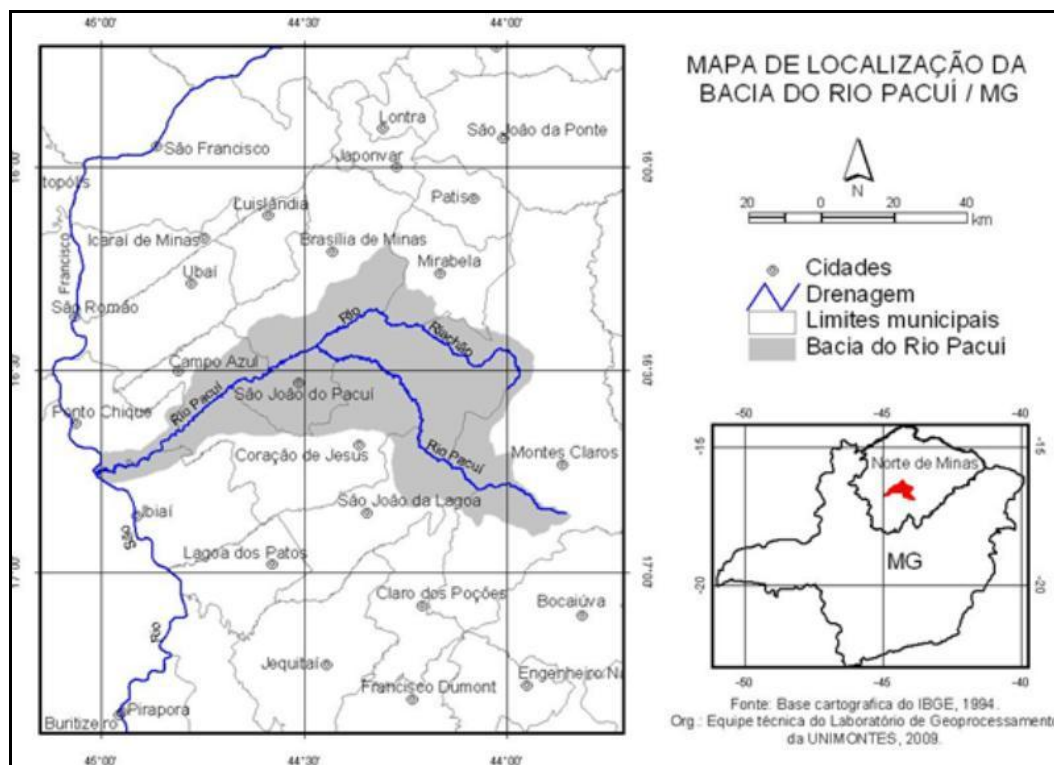 45°00'
44°30'
44°00'
Lontra
São João da Ponte
São Francisco
Japonvar
16°00'
16°00'
topólis
Patis
Luislândia
Icaraí de Minas
Brasília de Minas
Francisco
Mirabela
Ubaí
São Romão
Rio
Riachão
Campo Azul
16°30'
16°30'
São João do Pacuí
Rio Pacuí
Ponto Chique
Coração de Jesus
Rio Pacuí
Montes Claros
São João da Lagoa
Ibiaí
São
Lagoa dos Patos
17°00'
17°00'
Claro dos Poções
Bocaiúva
Rio
Jequitaí
Engenheiro N
Francisco Dumont
Buritizeiro
Pirapora
45°00'
44°30'
44°00'
MAPA DE LOCALIZAÇÃO DA
BACIA DO RIO PACUÍ / MG
N
20 0 20 40
km
Cidades
Drenagem
Limites municipais
Bacia do Rio Pacuí
-50 -45 -40
-15
-15
Norte de Minas
MG
-20
-20
-50 -45 -40
Fonte: Base cartografica do IBGE, 1994.
Org.: Equipe técnica do Laboratório de Geoprocessamento
da UNIMONTES, 2009.